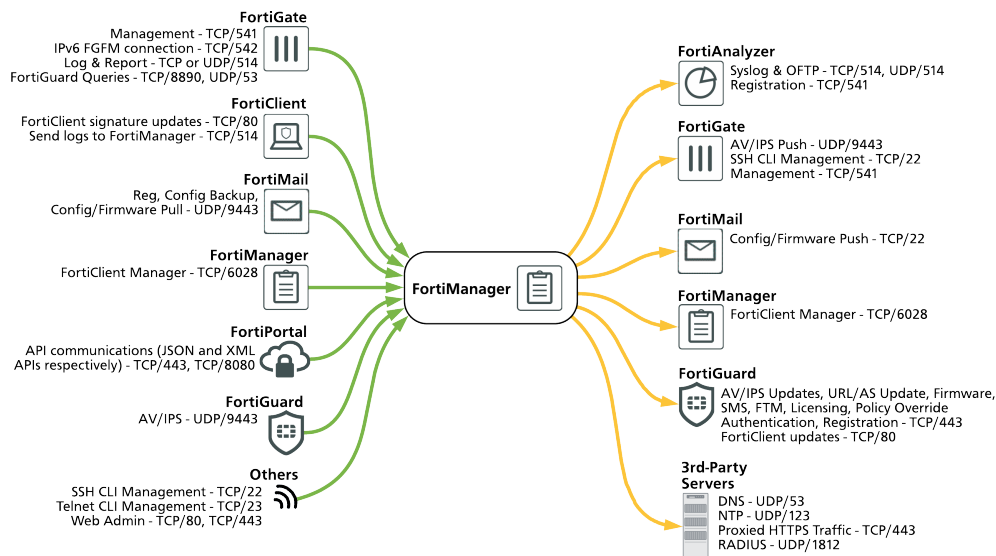 FortiGate
Management - TCP/541
IPv6 FGFM connection - TCP/542
Log & Report - TCP or UDP/514
FortiGuard Queries - TCP/8890, UDP/53
FortiClient
FortiClient signature updates - TCP/80
Send logs to FortiManager - TCP/514
FortiMail
Reg, Config Backup,
Config/Firmware Pull - UDP/9443
FortiManager
FortiClient Manager - TCP/6028
FortiPortal
API communications (JSON and XML
APIs respectively) - TCP/443, TCP/8080
FortiGuard
AV/IPS - UDP/9443
Others
SSH CLI Management - TCP/22
Telnet CLI Management - TCP/23
Web Admin - TCP/80, TCP/443
FortiManager
FortiAnalyzer
Syslog & OFTP - TCP/514, UDP/514
Registration - TCP/541
FortiGate
AV/IPS Push - UDP/9443
SSH CLI Management - TCP/22
Management - TCP/541
FortiMail
Config/Firmware Push - TCP/22
FortiManager
FortiClient Manager - TCP/6028
FortiGuard
AV/IPS Updates, URL/AS Update, Firmware,
SMS, FTM, Licensing, Policy Override
Authentication, Registration - TCP/443
FortiClient updates - TCP/80
3rd-Party
Servers
DNS - UDP/53
NTP - UDP/123
Proxied HTTPS Traffic - TCP/443
RADIUS - UDP/1812